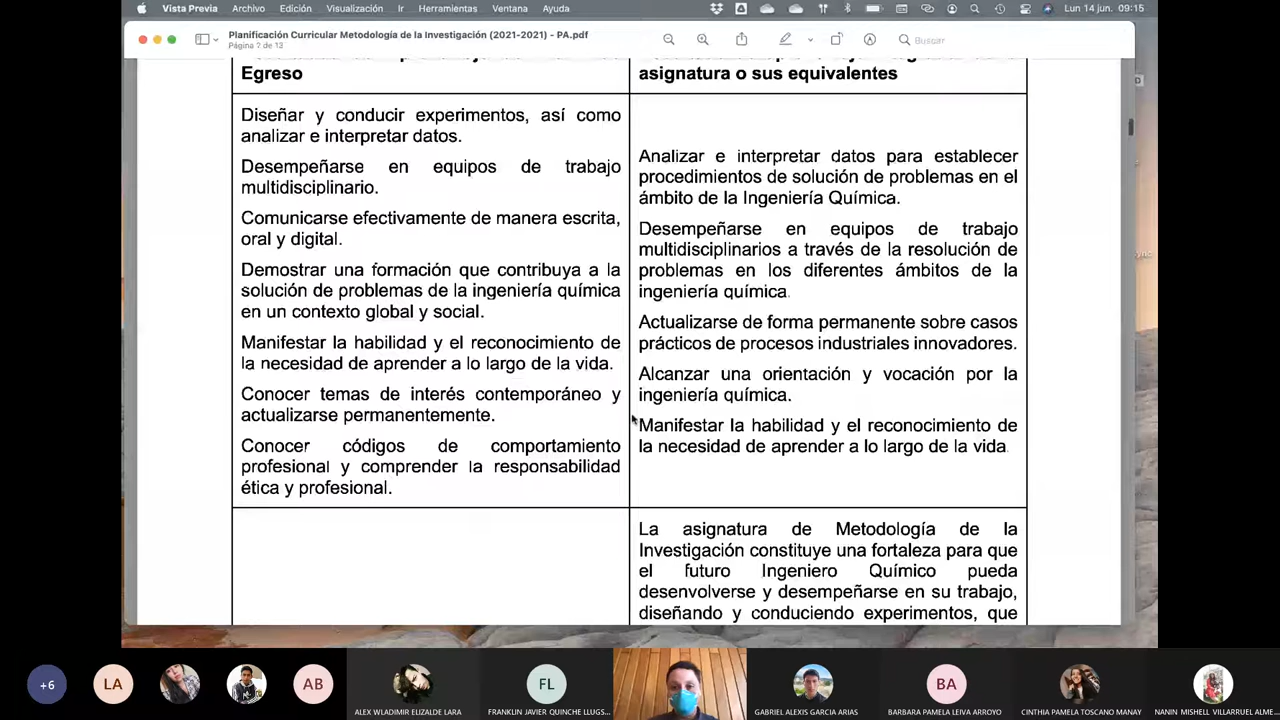 Vista Previa Archivo Edición Visualización Ir Herramientas Ventana Ayuda Lun 14 jun. 09:15
Planificación Curricular Metodología de la Investigación (2021-2021) - PA.pdf
Página 2 de 13
Buscar
Egreso
asignatura o sus equivalentes
Diseñar y conducir experimentos, así como
analizar e interpretar datos.
Desempeñarse en equipos de trabajo
multidisciplinario.
Comunicarse efectivamente de manera escrita,
oral y digital.
Demostrar una formación que contribuya a la
solución de problemas de la ingeniería química
en un contexto global y social.
Manifestar la habilidad y el reconocimiento de
la necesidad de aprender a lo largo de la vida.
Conocer temas de interés contemporáneo y
actualizarse permanentemente.
Conocer códigos de comportamiento
profesional y comprender la responsabilidad
ética y profesional.
Analizar e interpretar datos para establecer
procedimientos de solución de problemas en el
ámbito de la Ingeniería Química.
Desempeñarse en equipos de trabajo
multidisciplinarios a través de la resolución de
problemas en los diferentes ámbitos de la
ingeniería química.
Actualizarse de forma permanente sobre casos
prácticos de procesos industriales innovadores.
Alcanzar una orientación y vocación por la
ingeniería química.
Manifestar la habilidad y el reconocimiento de
la necesidad de aprender a lo largo de la vida.
La asignatura de Metodología de la
Investigación constituye una fortaleza para que
el futuro Ingeniero Químico pueda
desenvolverse y desempeñarse en su trabajo,
diseñando y conduciendo experimentos, que
+6
LA
AB
FL
BA
ALEX WLADIMIR ELIZALDE LARA
FRANKLIN JAVIER QUINCHE LLUGS...
GABRIEL ALEXIS GARCIA ARIAS
BARBARA PAMELA LEIVA ARROYO
CINTHIA PAMELA TOSCANO MANAY
NANIN MISHELL VILLARRUEL ALME